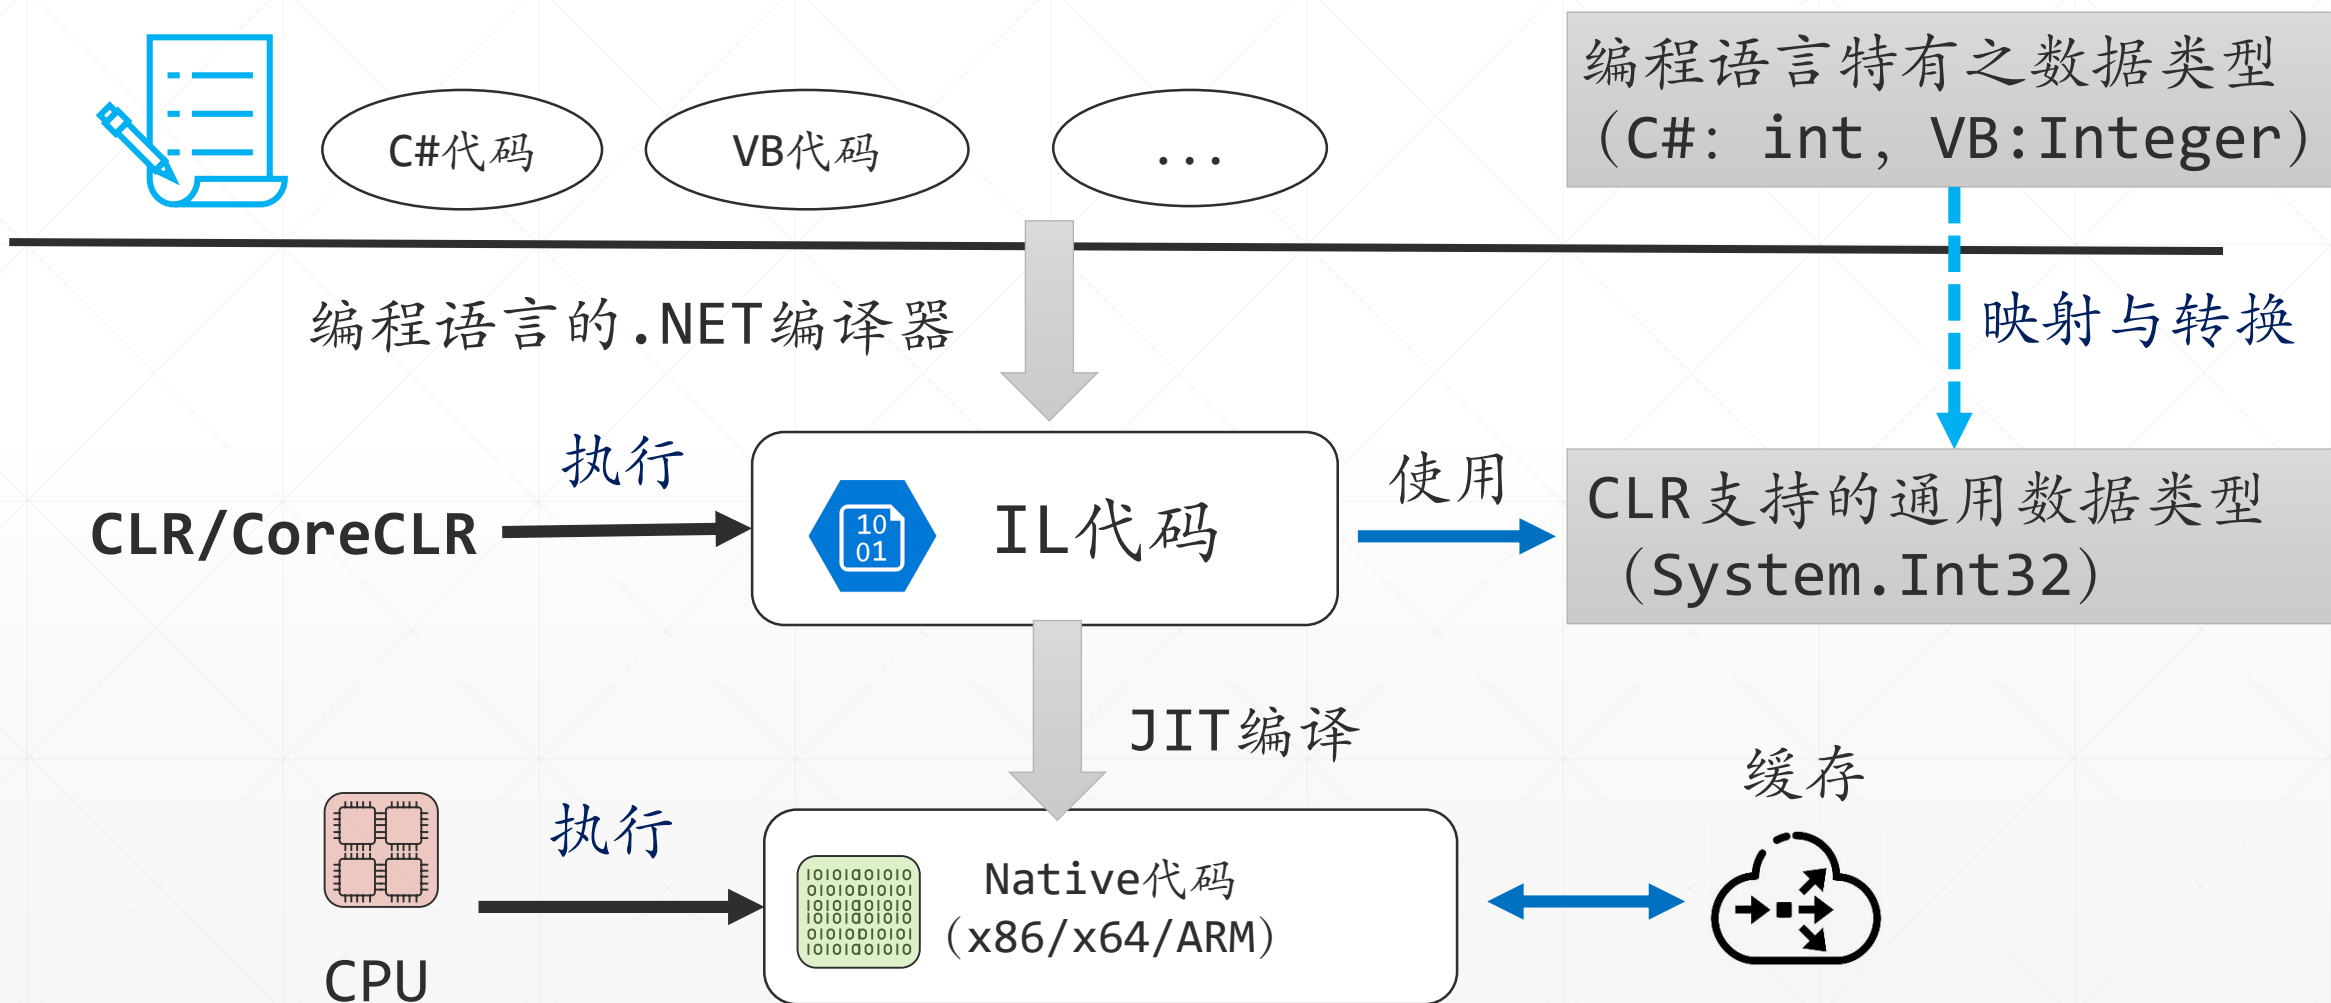 C#代码
VB代码
...
编程语言特有之数据类型
(C#: int, VB:Integer)
编程语言的.NET编译器
映射与转换
执行
CLR/CoreCLR
10
01
IL代码
使用
CLR支持的通用数据类型
(System.Int32)
JIT编译
缓存
执行
CPU
Native代码
(x86/x64/ARM)